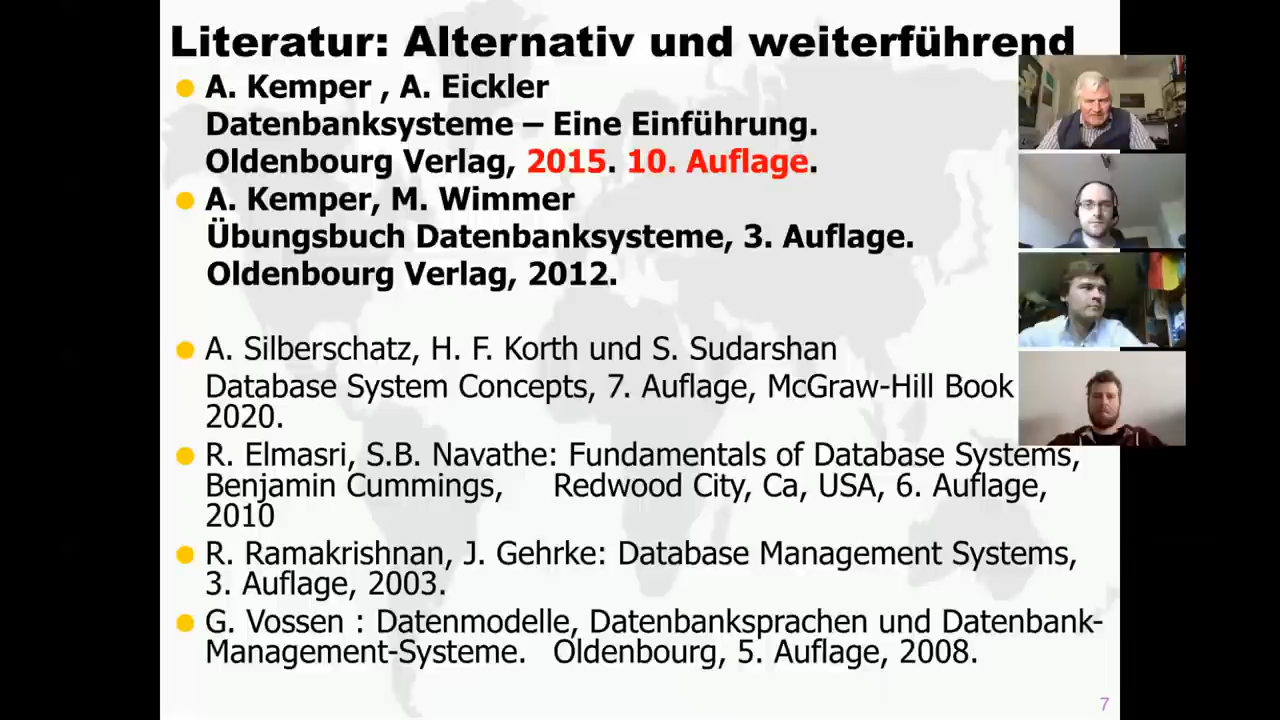 Literatur: Alternativ und weiterführend
A. Kemper , A. Eickler
Datenbanksysteme – Eine Einführung.
Oldenbourg Verlag, 2015. 10. Auflage.
A. Kemper, M. Wimmer
Übungsbuch Datenbanksysteme, 3. Auflage.
Oldenbourg Verlag, 2012.
A. Silberschatz, H. F. Korth und S. Sudarshan
Database System Concepts, 7. Auflage, McGraw-Hill Book
2020.
R. Elmasri, S.B. Navathe: Fundamentals of Database Systems,
Benjamin Cummings, Redwood City, Ca, USA, 6. Auflage,
2010
R. Ramakrishnan, J. Gehrke: Database Management Systems,
3. Auflage, 2003.
G. Vossen : Datenmodelle, Datenbanksprachen und Datenbank-
Management-Systeme. Oldenbourg, 5. Auflage, 2008.
7